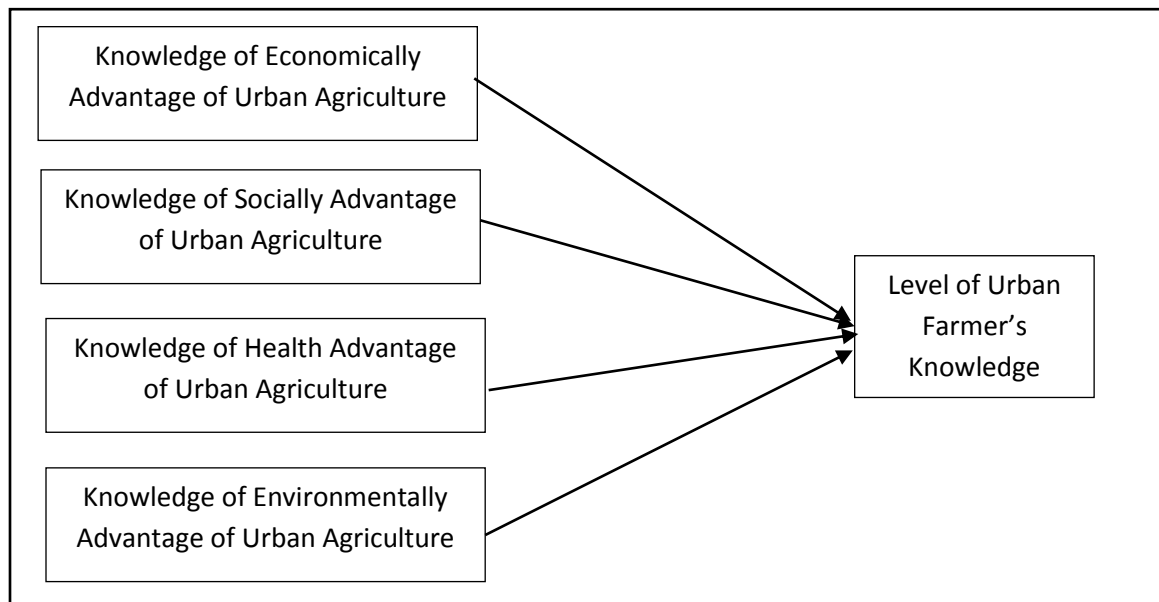 Knowledge of Economically
Advantage of Urban Agriculture
Knowledge of Socially Advantage
of Urban Agriculture
Knowledge of Health Advantage
of Urban Agriculture
Knowledge of Environmentally
Advantage of Urban Agriculture
Level of Urban
Farmer’s
Knowledge